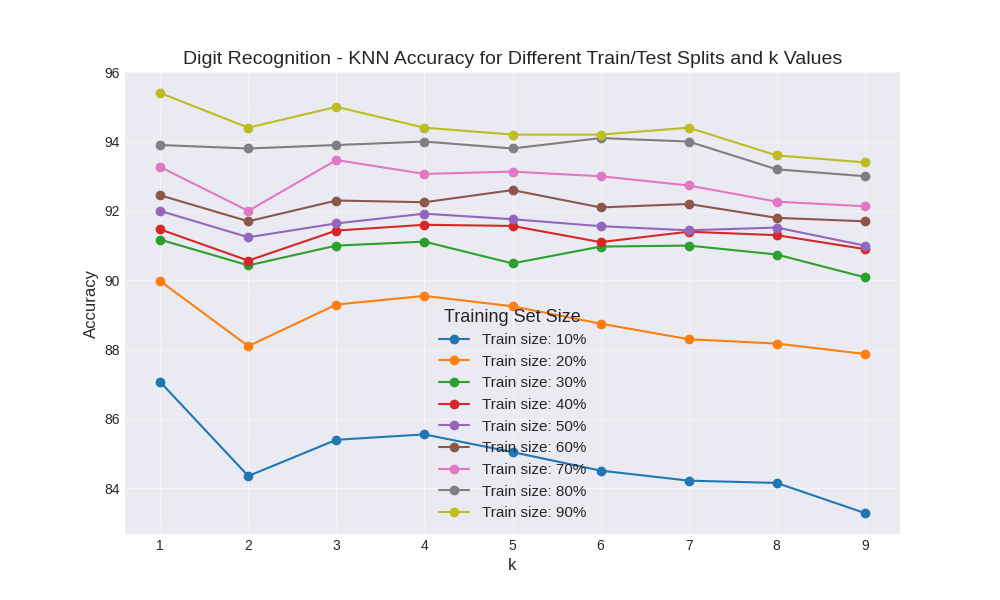 Digit Recognition - KNN Accuracy for Different Train/Test Splits and k Values
96
94
92
90
88
86
84
Accuracy
Training Set Size
Train size: 10%
Train size: 20%
Train size: 30%
Train size: 40%
Train size: 50%
Train size: 60%
Train size: 70%
Train size: 80%
Train size: 90%
1 2 3 4 5 6 7 8 9
k